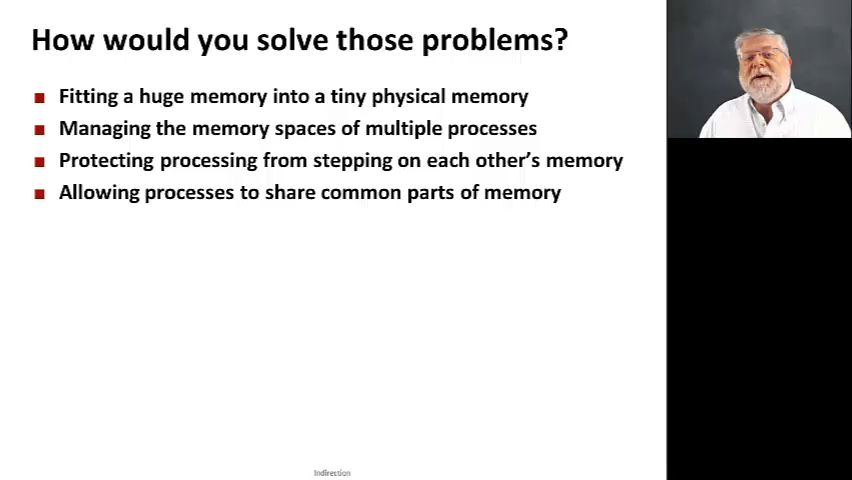 How would you solve those problems?
Fitting a huge memory into a tiny physical memory
Managing the memory spaces of multiple processes
Protecting processing from stepping on each other's memory
Allowing processes to share common parts of memory
Indirection